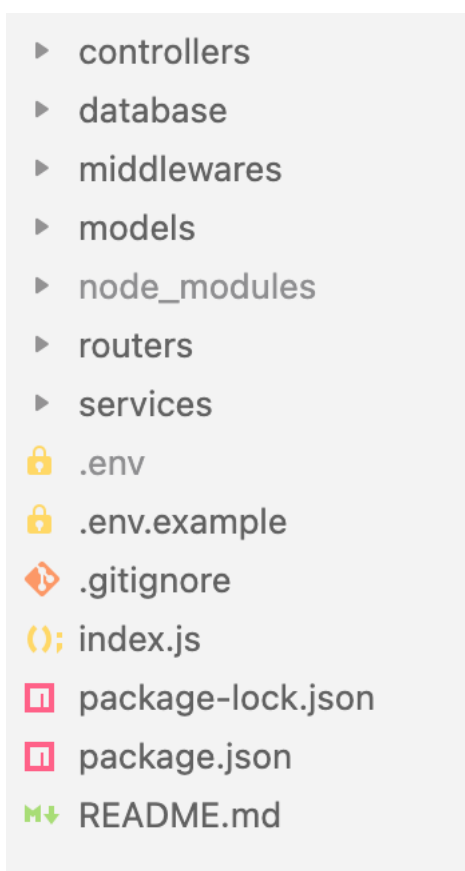 controllers
database
middlewares
models
node_modules
routers
services
.env
.env.example
.gitignore
index.js
package-lock.json
package.json
README.md